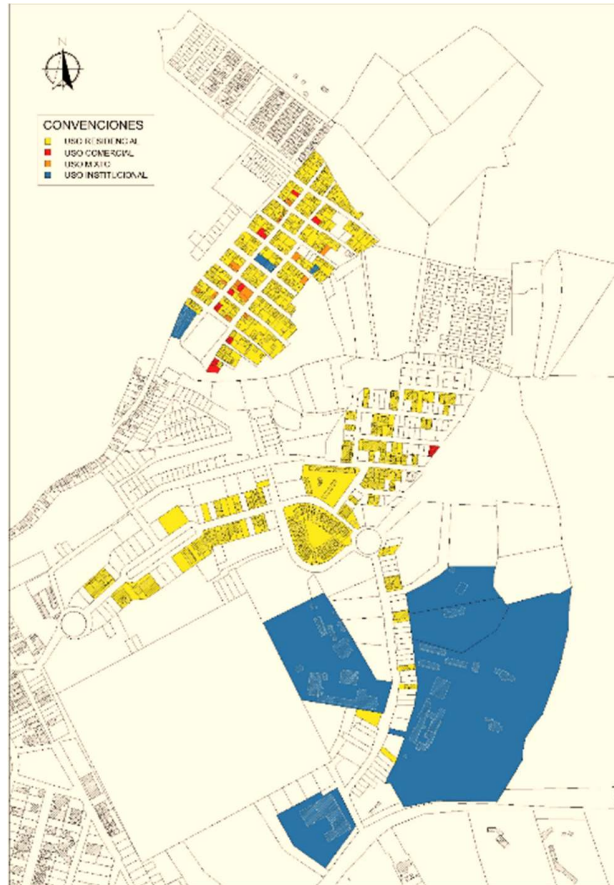 N
CONVENCIONES
USO RESIDENCIAL
USO COMERCIAL
USO MIXTO
USO INSTITUCIONAL